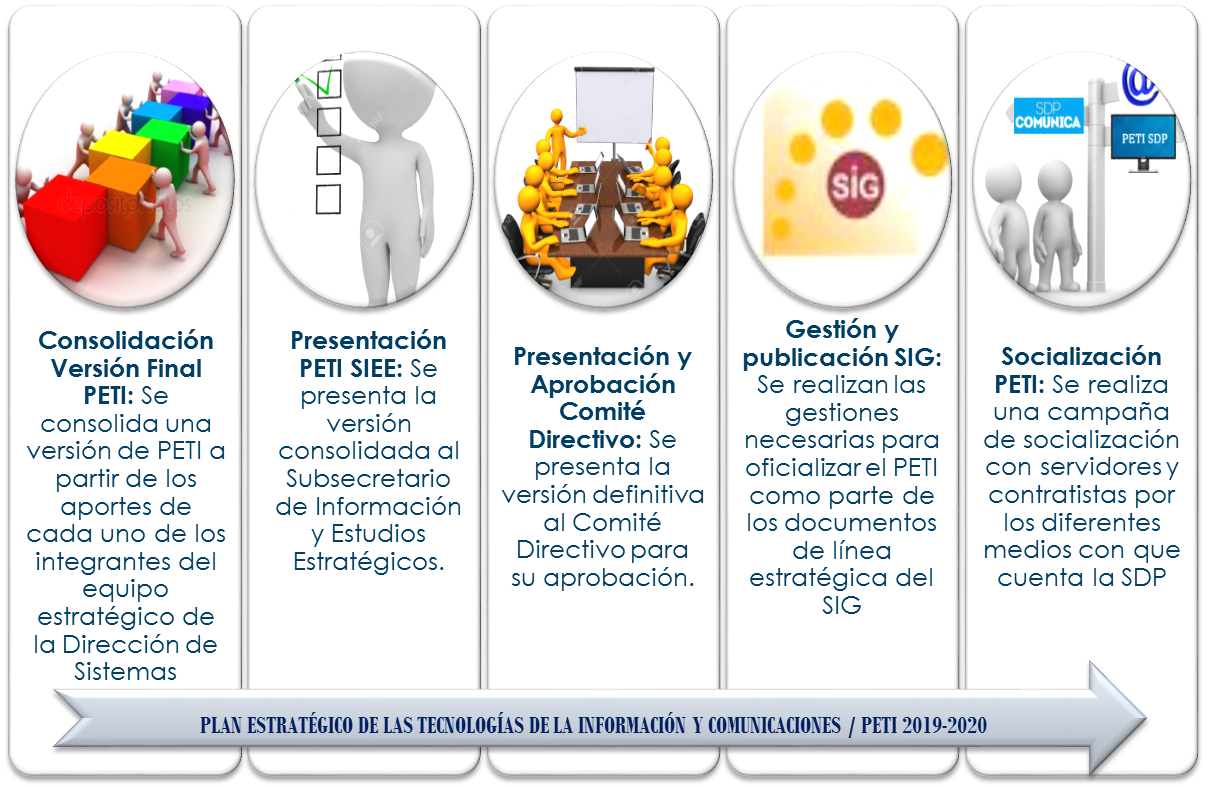 Consolidación
Versión Final
PETI: Se
consolida una
versión de PETI a
partir de los
aportes de
cada uno de los
integrantes del
equipo
estratégico de
la Dirección de
Sistemas
Presentación
PETI SIEE: Se
presenta la
versión
consolidada al
Subsecretario
de Información
y Estudios
Estratégicos.
Presentación y
Aprobación
Comité
Directivo: Se
presenta la
versión definitiva
al Comité
Directivo para
su aprobación.
SIG
Gestión y
publicación SIG:
Se realizan las
gestiones
necesarias para
oficializar el PETI
como parte de
los documentos
de línea
estratégica del
SIG
@
SDP
COMUNICA
PETI SDP
Socialización
PETI: Se realiza
una campaña
de socialización
con servidores y
contratistas por
los diferentes
medios con que
cuenta la SDP
PLAN ESTRATÉGICO DE LAS TECNOLOGÍAS DE LA INFORMACIÓN Y COMUNICACIONES / PETI 2019-2020